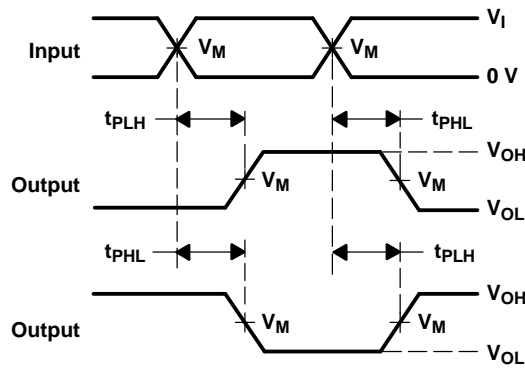 V_I
Input V_M V_M
0 V
t_PLH t_PHL
V_OH
Output V_M V_M
V_OL
t_PHL t_PLH
V_OH
Output V_M V_M
V_OL